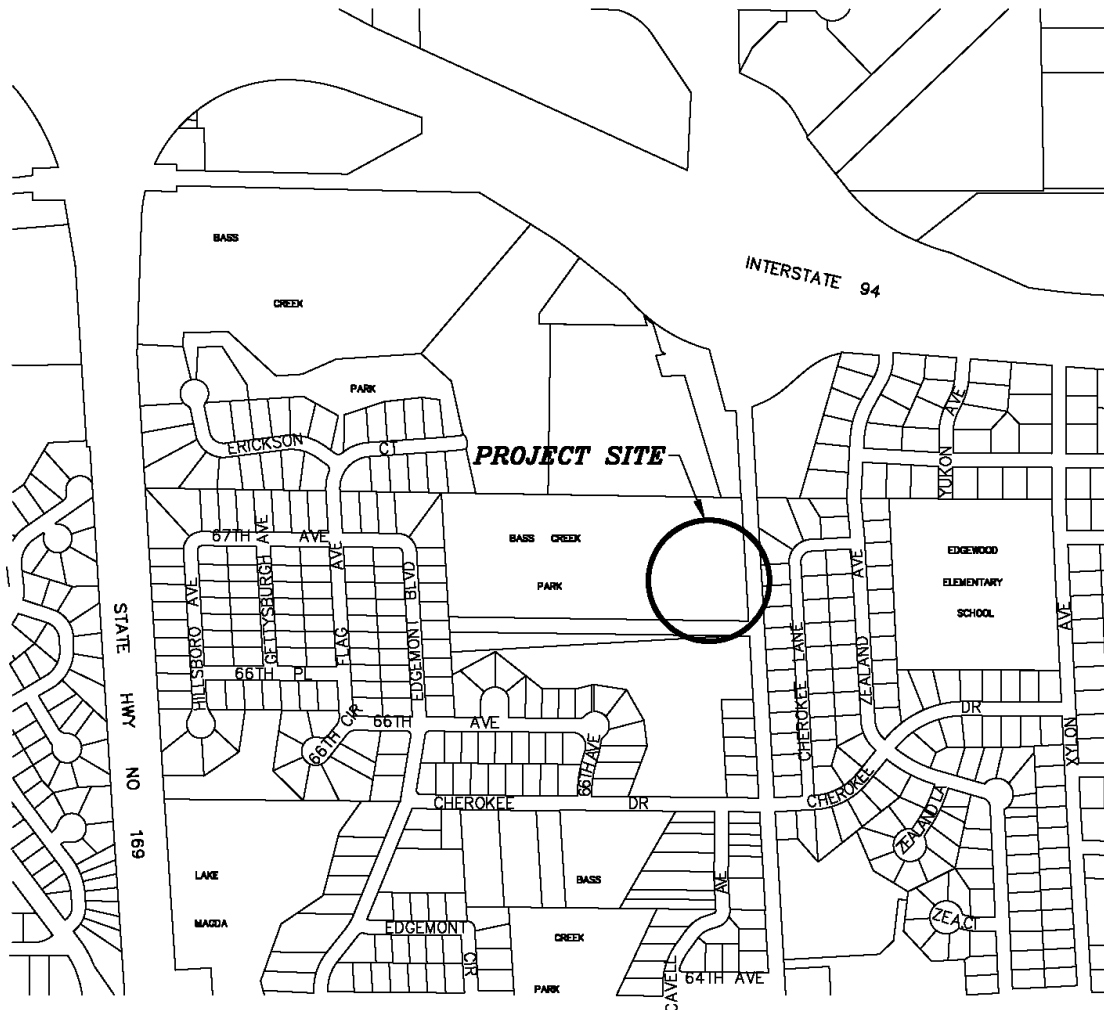 BASS
CREEK
PARK
INTERSTATE 94
ERICKSON CT
PROJECT SITE
YUKON AVE
67TH AVE
BASS CREEK
PARK
EDGEWOOD
ELEMENTARY
SCHOOL
HILLSBORO AVE
GETTYSBURGH AVE
FLAG AVE
EDGEMONT BLVD
CHEROKEE LANE
ZEALAND AVE
XYLON AVE
STATE HWY NO 169
66TH PL
66TH CIR
66TH AVE
66TH AVE
CHEROKEE DR
CHEROKEE DR
ZEALAND LA
ZEA.CT
LAKE
MAGDA
BASS
CREEK
PARK
EDGEMONT CIR
CAVELL AVE
64TH AVE